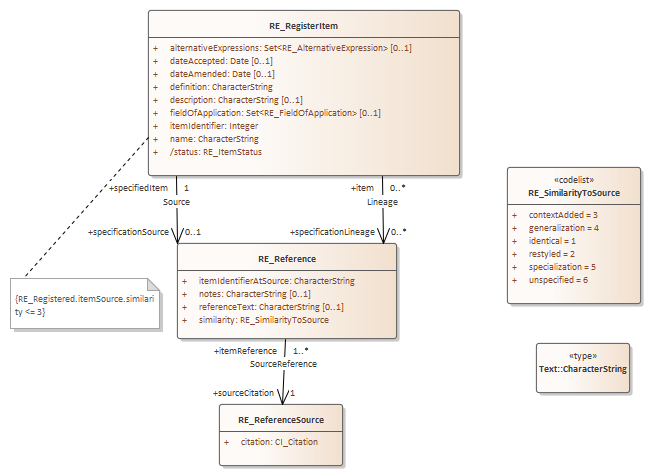 RE_RegisterItem
+ alternativeExpressions: Set<RE_AlternativeExpression> [0..1]
+ dateAccepted: Date [0..1]
+ dateAmended: Date [0..1]
+ definition: CharacterString
+ description: CharacterString [0..1]
+ fieldOfApplication: Set<RE_FieldOfApplication> [0..1]
+ itemIdentifier: Integer
+ name: CharacterString
+ /status: RE_ItemStatus
+specifiedItem 1
Source
+specificationSource 0..1
+item 0..*
Lineage
+specificationLineage 0..*
«codelist»
RE_SimilarityToSource
+ contextAdded = 3
+ generalization = 4
+ identical = 1
+ restyled = 2
+ specialization = 5
+ unspecified = 6
RE_Reference
+ itemIdentifierAtSource: CharacterString
+ notes: CharacterString [0..1]
+ referenceText: CharacterString [0..1]
+ similarity: RE_SimilarityToSource
{RE_Registered.itemSource.similari
ty <= 3}
+itemReference 1..*
SourceReference
+sourceCitation 1
«type»
Text::CharacterString
RE_ReferenceSource
+ citation: CI_Citation